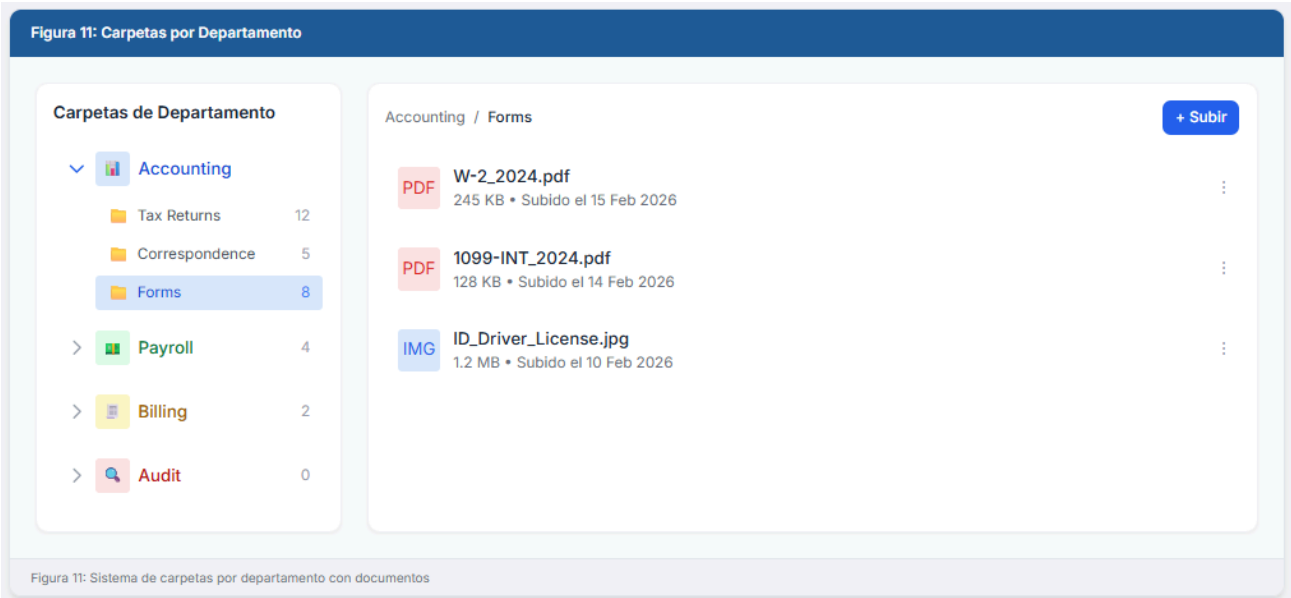 Figura 11: Carpetas por Departamento
Carpetas de Departamento
Accounting
Tax Returns 12
Correspondence 5
Forms 8
Payroll 4
Billing 2
Audit 0
Accounting / Forms
+ Subir
PDF
W-2_2024.pdf
245 KB • Subido el 15 Feb 2026
PDF
1099-INT_2024.pdf
128 KB • Subido el 14 Feb 2026
IMG
ID_Driver_License.jpg
1.2 MB • Subido el 10 Feb 2026
Figura 11: Sistema de carpetas por departamento con documentos